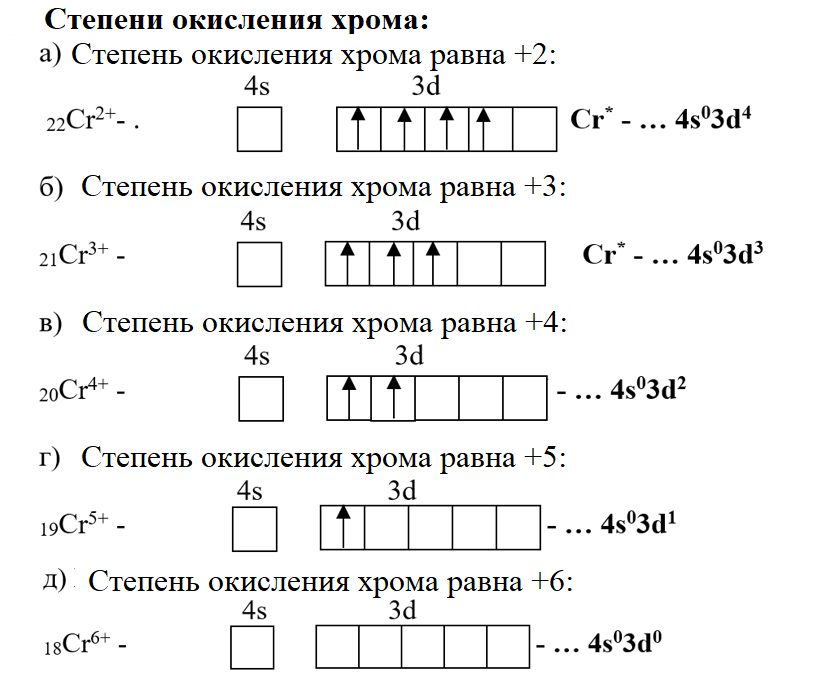 Степени окисления хрома:
а) Степень окисления хрома равна +2:
4s 3d
₂₂Cr²⁺- . Cr* - … 4s⁰3d⁴
б) Степень окисления хрома равна +3:
4s 3d
₂₁Cr³⁺ - Cr* - … 4s⁰3d³
в) Степень окисления хрома равна +4:
4s 3d
₂₀Cr⁴⁺ - - … 4s⁰3d²
г) Степень окисления хрома равна +5:
4s 3d
₁₉Cr⁵⁺ - - … 4s⁰3d¹
д) Степень окисления хрома равна +6:
4s 3d
₁₈Cr⁶⁺ - - … 4s⁰3d⁰